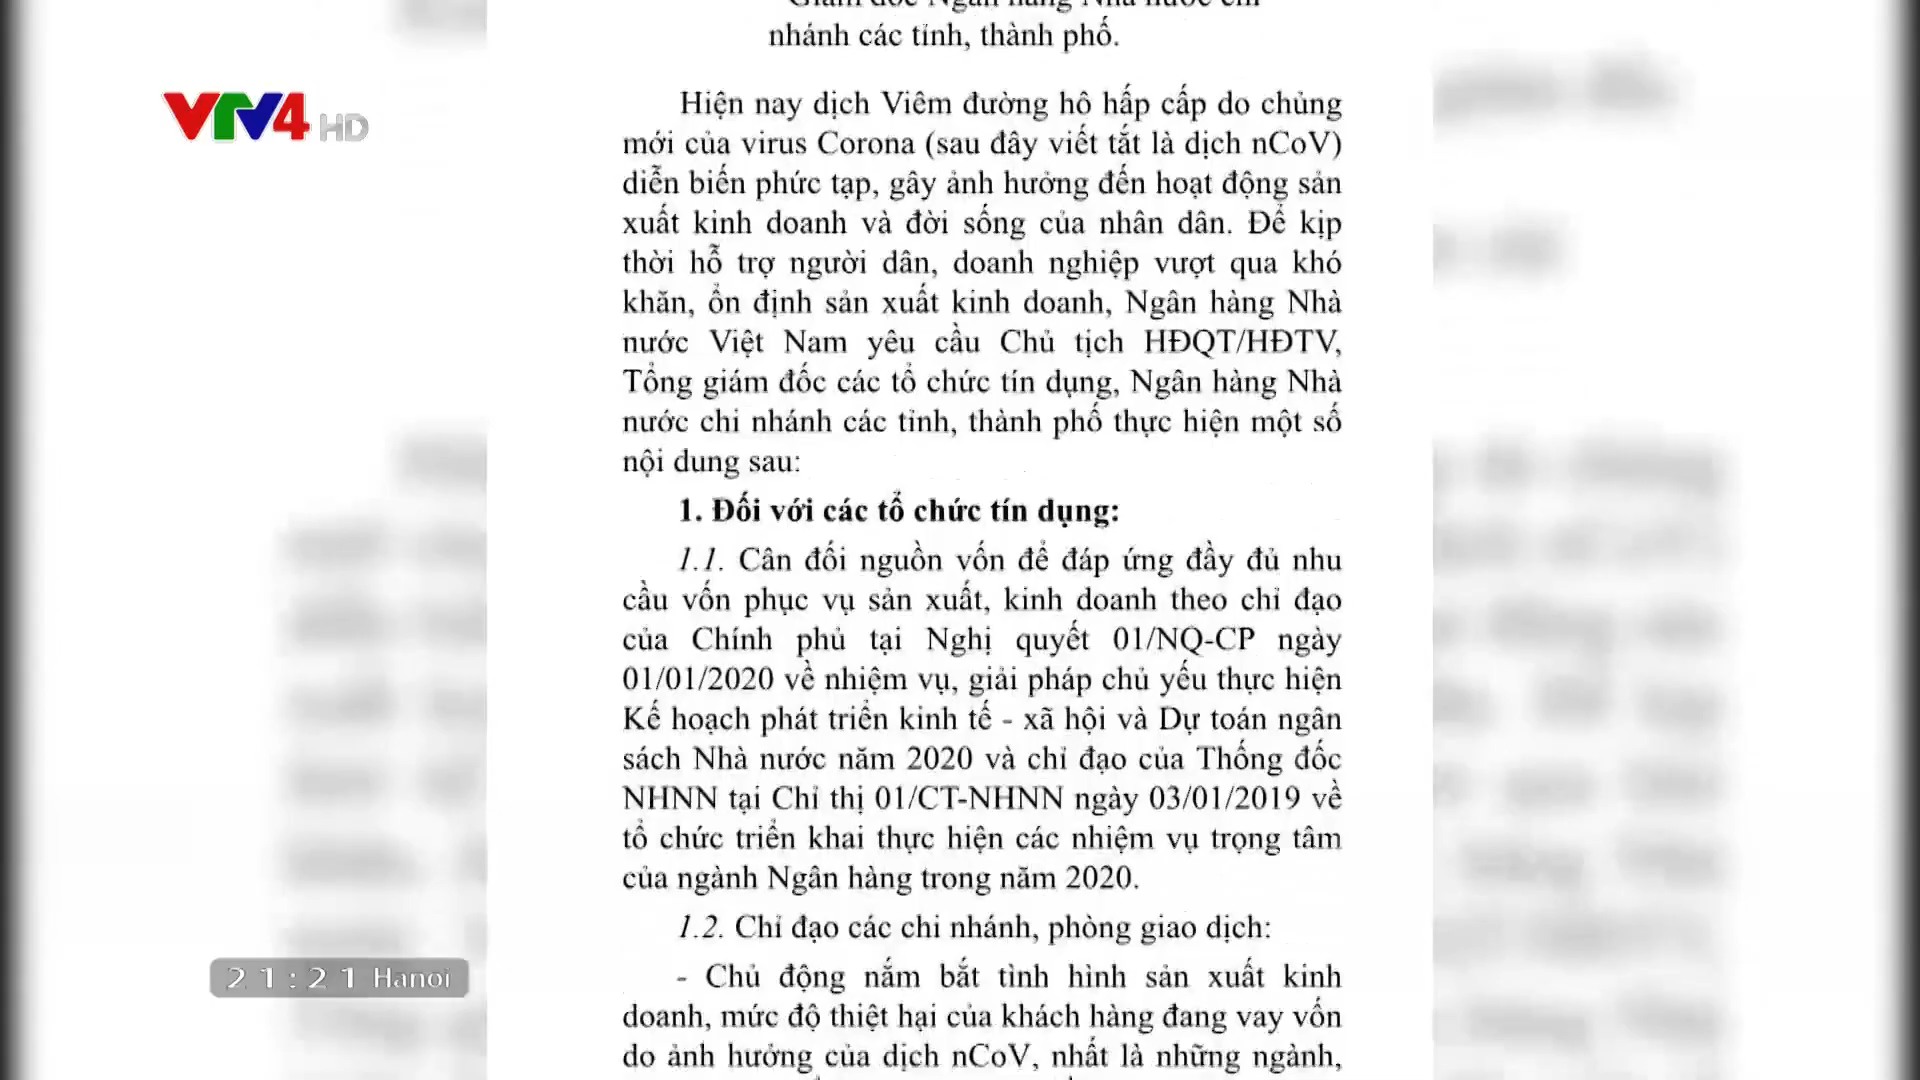 Giám đốc Ngân hàng Nhà nước chi
nhánh các tỉnh, thành phố.
VTV4 HD
Hiện nay dịch Viêm đường hô hấp cấp do chủng
mới của virus Corona (sau đây viết tắt là dịch nCoV)
diễn biến phức tạp, gây ảnh hưởng đến hoạt động sản
xuất kinh doanh và đời sống của nhân dân. Để kịp
thời hỗ trợ người dân, doanh nghiệp vượt qua khó
khăn, ổn định sản xuất kinh doanh, Ngân hàng Nhà
nước Việt Nam yêu cầu Chủ tịch HĐQT/HĐTV,
Tổng giám đốc các tổ chức tín dụng, Ngân hàng Nhà
nước chi nhánh các tỉnh, thành phố thực hiện một số
nội dung sau:
1. Đối với các tổ chức tín dụng:
1.1. Cân đối nguồn vốn để đáp ứng đầy đủ nhu
cầu vốn phục vụ sản xuất, kinh doanh theo chỉ đạo
của Chính phủ tại Nghị quyết 01/NQ-CP ngày
01/01/2020 về nhiệm vụ, giải pháp chủ yếu thực hiện
Kế hoạch phát triển kinh tế - xã hội và Dự toán ngân
sách Nhà nước năm 2020 và chỉ đạo của Thống đốc
NHNN tại Chỉ thị 01/CT-NHNN ngày 03/01/2019 về
tổ chức triển khai thực hiện các nhiệm vụ trọng tâm
của ngành Ngân hàng trong năm 2020.
1.2. Chỉ đạo các chi nhánh, phòng giao dịch:
- Chủ động nắm bắt tình hình sản xuất kinh
doanh, mức độ thiệt hại của khách hàng đang vay vốn
do ảnh hưởng của dịch nCoV, nhất là những ngành,
21:21 Hanoi